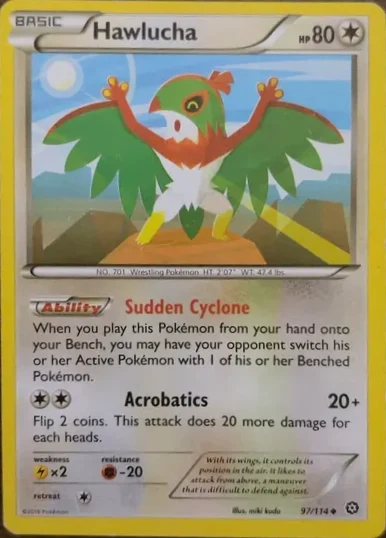 BASIC
Hawlucha
HP80
NO. 701 Wrestling Pokémon HT: 2'07" WT: 47.4 lbs.
Ability Sudden Cyclone
When you play this Pokémon from your hand onto
your Bench, you may have your opponent switch his
or her Active Pokémon with 1 of his or her Benched
Pokémon.
Acrobatics 20+
Flip 2 coins. This attack does 20 more damage for
each heads.
weakness resistance
×2 -20
retreat
With its wings, it controls its
position in the air. It likes to
attack from above, a maneuver
that is difficult to defend against.
©2016 Pokémon
Illus. miki kudo
97/114